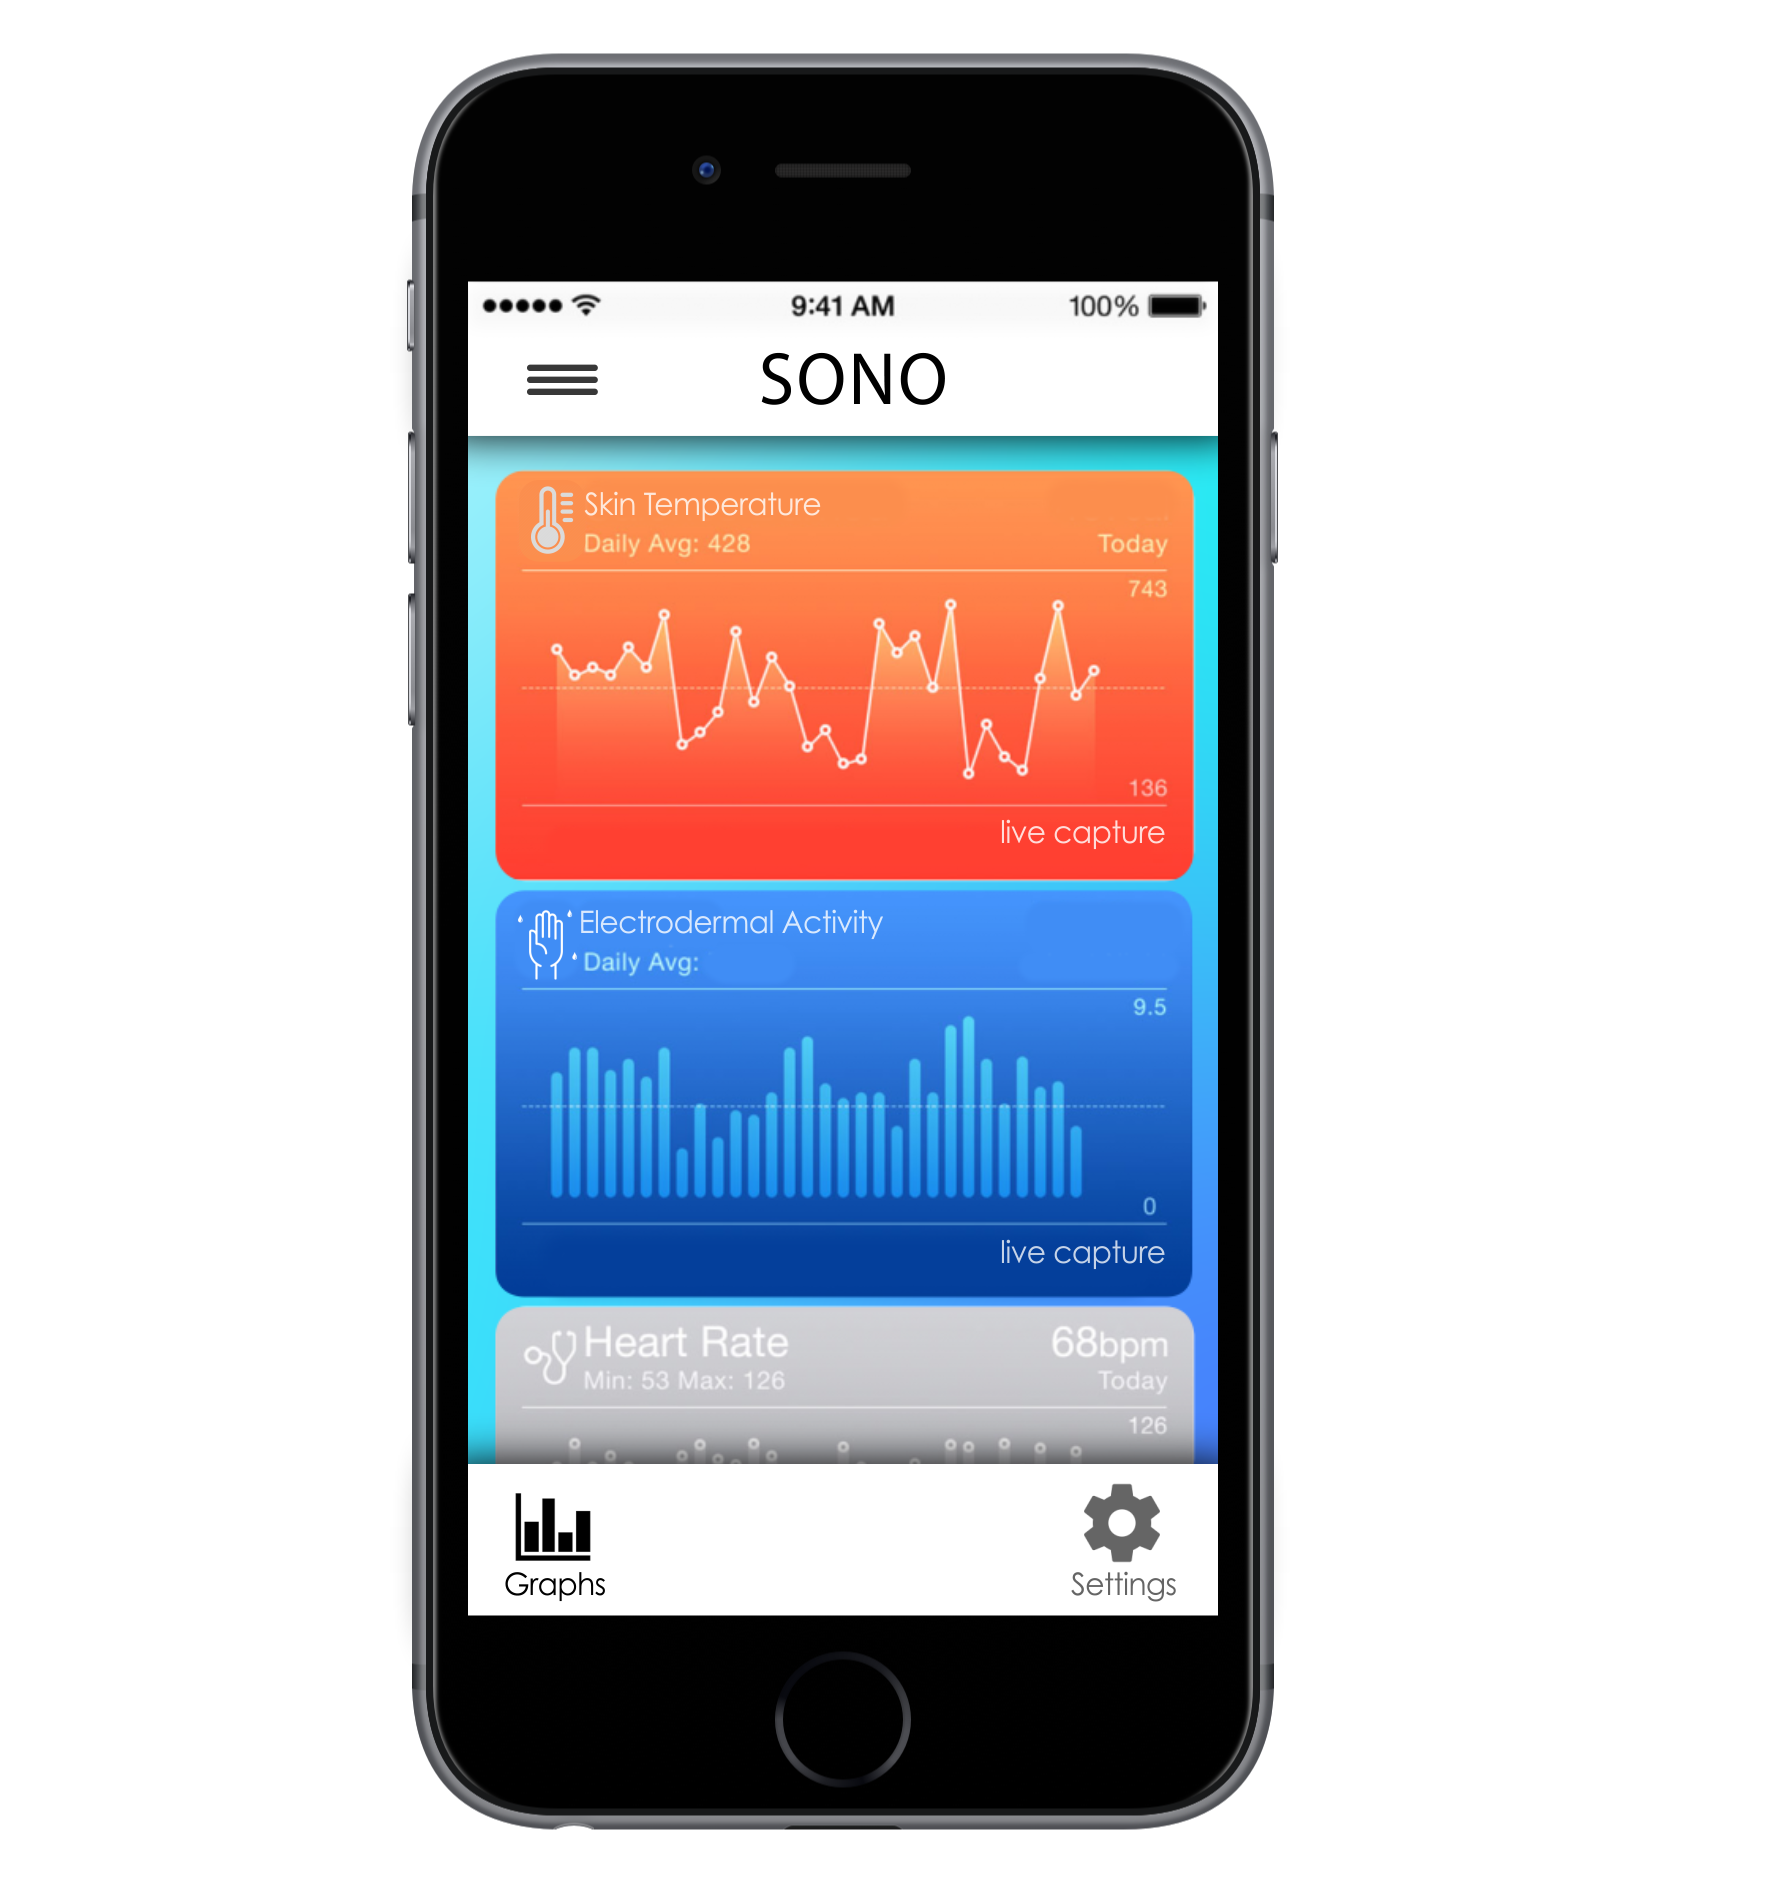 9:41 AM 100%
SONO
Skin Temperature
Daily Avg: 428 Today
743
136
live capture
Electrodermal Activity
Daily Avg:
9.5
0
live capture
Heart Rate 68bpm
Min: 53 Max: 126 Today
126
Graphs Settings